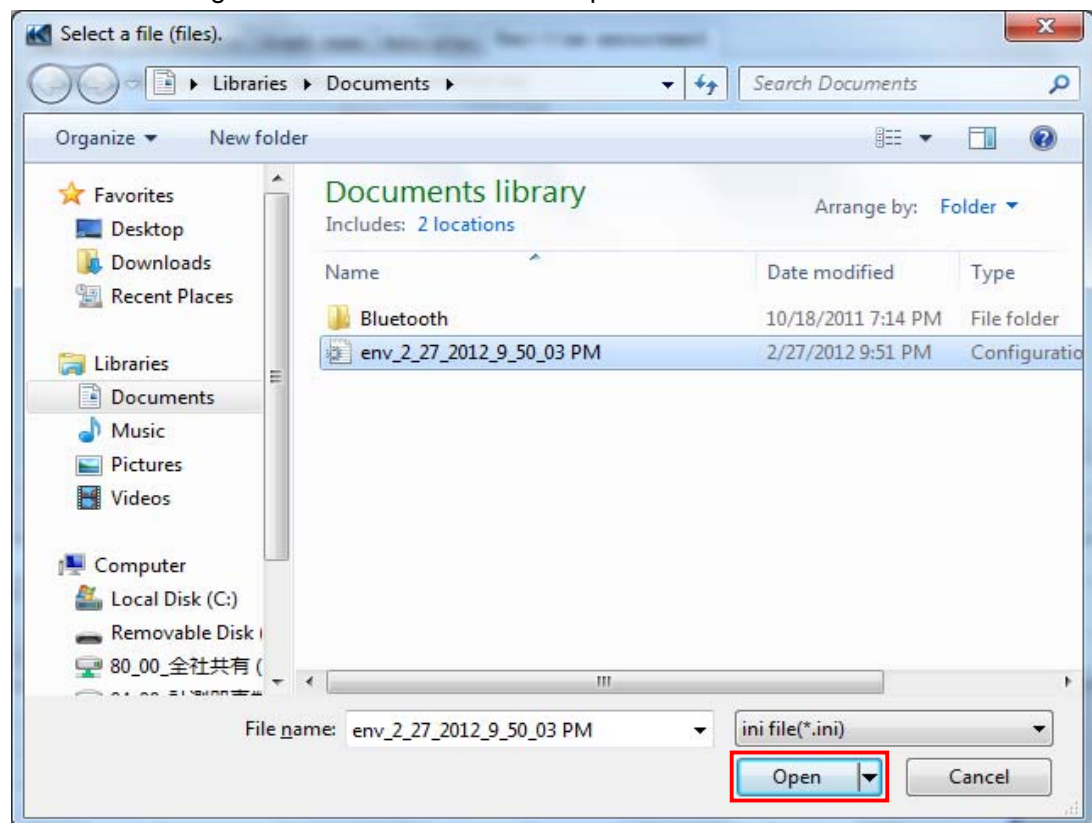 Select a file (files).
Libraries Documents
Search Documents
Organize New folder
Favorites
Desktop
Downloads
Recent Places
Libraries
Documents
Music
Pictures
Videos
Computer
Local Disk (C:)
Removable Disk
80_00_全社共有 (
Documents library
Includes: 2 locations
Arrange by: Folder
Name Date modified Type
Bluetooth 10/18/2011 7:14 PM File folder
env_2_27_2012_9_50_03 PM 2/27/2012 9:51 PM Configuratio
File name: env_2_27_2012_9_50_03 PM ini file(*.ini)
Open Cancel